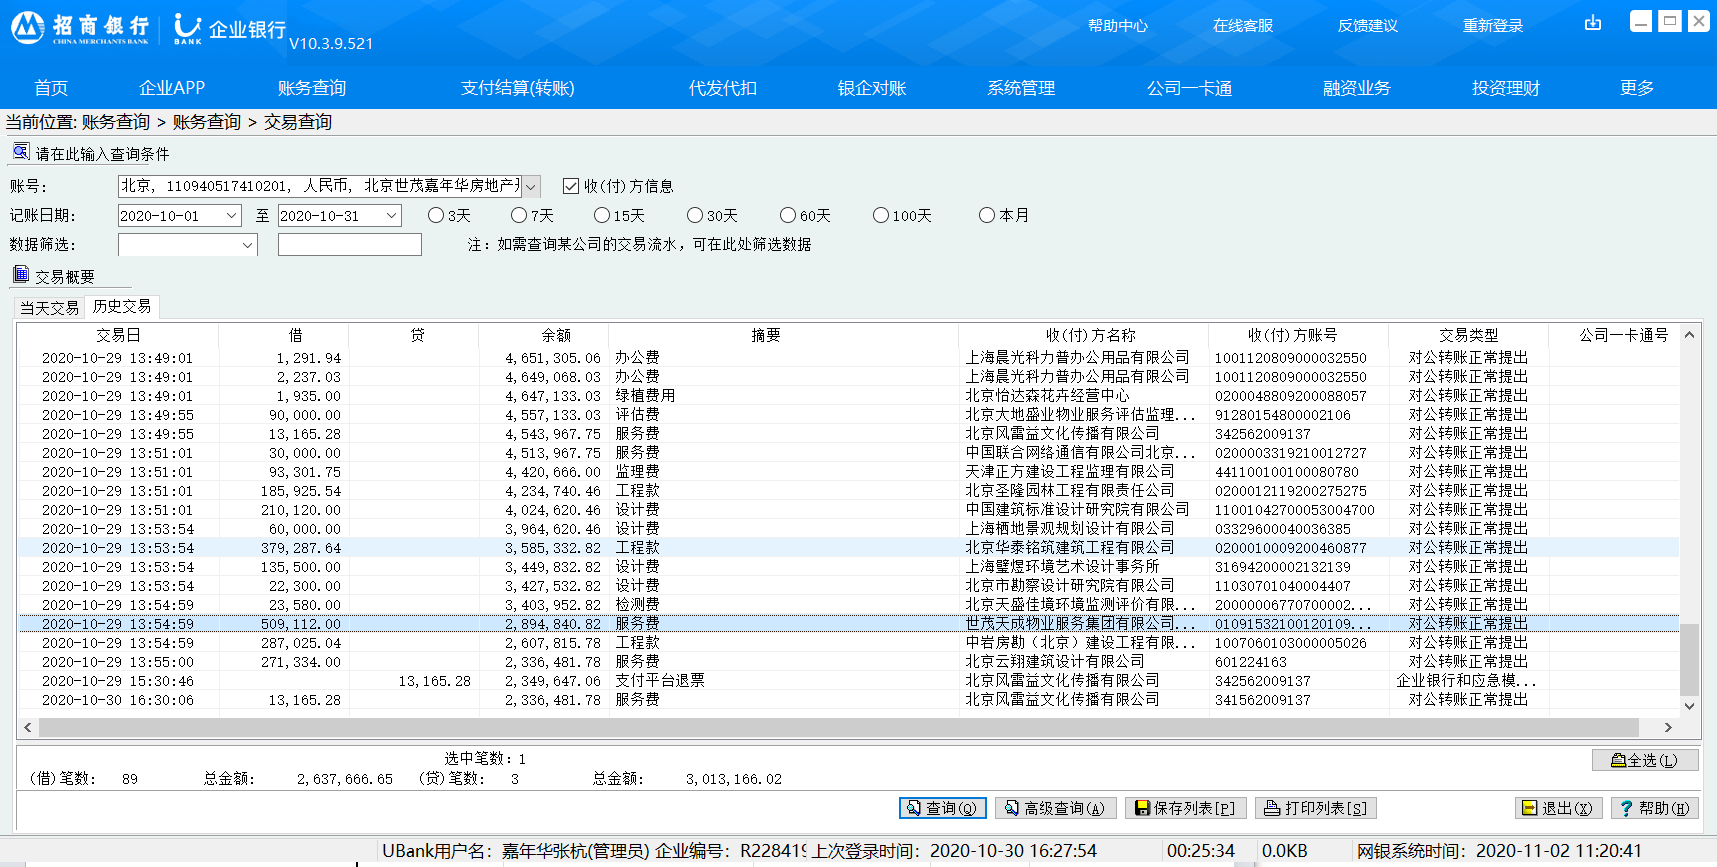 招商银行 CHINA MERCHANTS BANK U BANK 企业银行 V10.3.9.521 帮助中心 在线客服 反馈建议 重新登录
首页 企业APP 账务查询 支付结算(转账) 代发代扣 银企对账 系统管理 公司一卡通 融资业务 投资理财 更多
当前位置: 账务查询 > 账务查询 > 交易查询
请在此输入查询条件
账号: 北京, 110940517410201, 人民币, 北京世茂嘉年华房地产 收(付)方信息
记账日期: 2020-10-01 至 2020-10-31 3天 7天 15天 30天 60天 100天 本月
数据筛选: 注: 如需查询某公司的交易流水, 可在此处筛选数据
交易概要
当天交易 历史交易
交易日 借 贷 余额 摘要 收(付)方名称 收(付)方账号 交易类型 公司一卡通号
2020-10-29 13:49:01 1,291.94 4,651,305.06 办公费 上海晨光科力普办公用品有限公司 1001120809000032550 对公转账正常提出
2020-10-29 13:49:01 2,237.03 4,649,068.03 办公费 上海晨光科力普办公用品有限公司 1001120809000032550 对公转账正常提出
2020-10-29 13:49:01 1,935.00 4,647,133.03 绿植费用 北京怡达森花卉经营中心 0200048809200088057 对公转账正常提出
2020-10-29 13:49:55 90,000.00 4,557,133.03 评估费 北京大地盛业物业服务评估监理... 91280154800002106 对公转账正常提出
2020-10-29 13:49:55 13,165.28 4,543,967.75 服务费 北京风雷益文化传播有限公司 342562009137 对公转账正常提出
2020-10-29 13:51:01 30,000.00 4,513,967.75 服务费 中国联合网络通信有限公司北京... 0200003319210012727 对公转账正常提出
2020-10-29 13:51:01 93,301.75 4,420,666.00 监理费 天津正方建设工程监理有限公司 441100100100080780 对公转账正常提出
2020-10-29 13:51:01 185,925.54 4,234,740.46 工程款 北京圣隆园林工程有限责任公司 0200012119200275275 对公转账正常提出
2020-10-29 13:51:01 210,120.00 4,024,620.46 设计费 中国建筑标准设计研究院有限公司 11001042700053004700 对公转账正常提出
2020-10-29 13:53:54 60,000.00 3,964,620.46 设计费 上海栖地景观规划设计有限公司 03329600040036385 对公转账正常提出
2020-10-29 13:53:54 379,287.64 3,585,332.82 工程款 北京华泰铭筑建筑工程有限公司 0200010009200460877 对公转账正常提出
2020-10-29 13:53:54 135,500.00 3,449,832.82 设计费 上海璧煜环境艺术设计事务所 31694200002132139 对公转账正常提出
2020-10-29 13:53:54 22,300.00 3,427,532.82 设计费 北京市勘察设计研究院有限公司 11030701040004407 对公转账正常提出
2020-10-29 13:54:59 23,580.00 3,403,952.82 检测费 北京天盛佳境环境监测评价有限... 20000006770700002... 对公转账正常提出
2020-10-29 13:54:59 509,112.00 2,894,840.82 服务费 世茂天成物业服务集团有限公司... 01091532100120109... 对公转账正常提出
2020-10-29 13:54:59 287,025.04 2,607,815.78 工程款 中岩房勘（北京）建设工程有限... 1007060103000005026 对公转账正常提出
2020-10-29 13:55:00 271,334.00 2,336,481.78 服务费 北京云翔建筑设计有限公司 601224163 对公转账正常提出
2020-10-29 15:30:46 13,165.28 2,349,647.06 支付平台退票 北京风雷益文化传播有限公司 342562009137 企业银行和应急模...
2020-10-30 16:30:06 13,165.28 2,336,481.78 服务费 北京风雷益文化传播有限公司 341562009137 对公转账正常提出
选中笔数: 1 全选(L)
(借)笔数: 89 总金额: 2,637,666.65 (贷)笔数: 3 总金额: 3,013,166.02
查询(Q) 高级查询(A) 保存列表[P] 打印列表[S] 退出(X) 帮助(H)
UBank用户名: 嘉年华张杭(管理员) 企业编号: R228419 上次登录时间: 2020-10-30 16:27:54 00:25:34 0.0KB 网银系统时间: 2020-11-02 11:20:41